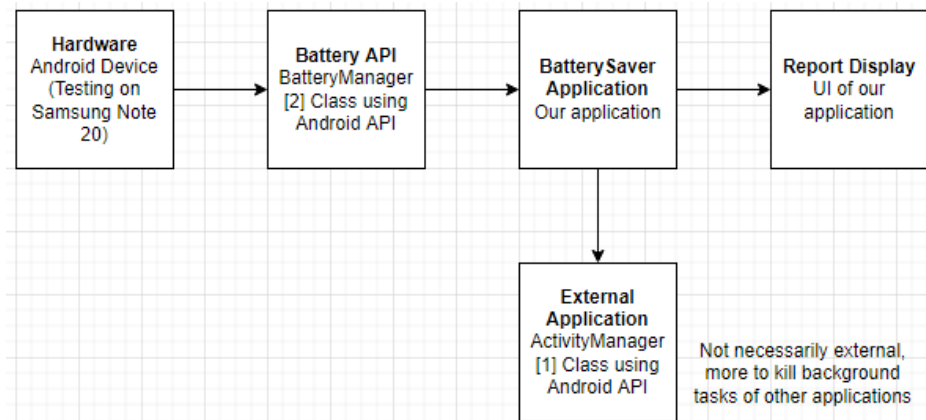 Hardware
Android Device
(Testing on
Samsung Note
20)
Battery API
BatteryManager
[2] Class using
Android API
BatterySaver
Application
Our application
Report Display
UI of our
application
External
Application
ActivityManager
[1] Class using
Android API
Not necessarily external,
more to kill background
tasks of other applications